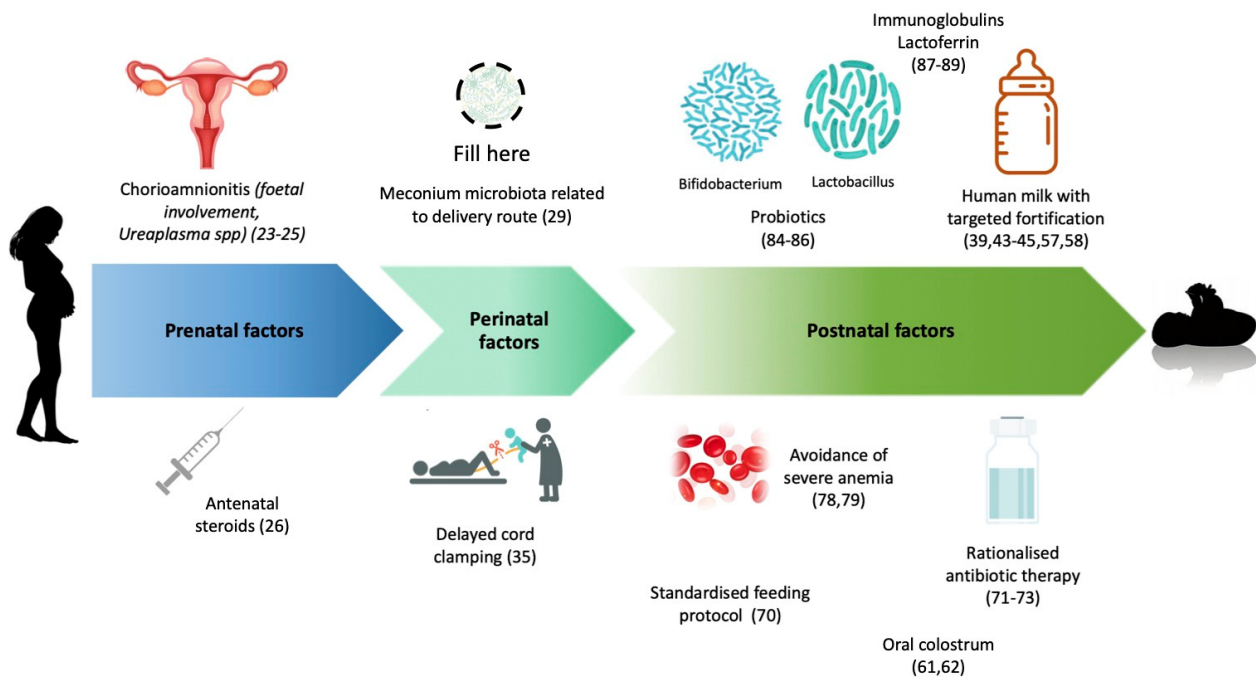 Immunoglobulins
Lactoferrin
(87-89)
Fill here
Bifidobacterium
Lactobacillus
Chorioamnionitis (foetal
involvement,
Ureaplasma spp) (23-25)
Meconium microbiota related
to delivery route (29)
Probiotics
(84-86)
Human milk with
targeted fortification
(39,43-45,57,58)
Prenatal factors
Perinatal
factors
Postnatal factors
Antenatal
steroids (26)
Delayed cord
clamping (35)
Avoidance of
severe anemia
(78,79)
Rationalised
antibiotic therapy
(71-73)
Standardised feeding
protocol (70)
Oral colostrum
(61,62)